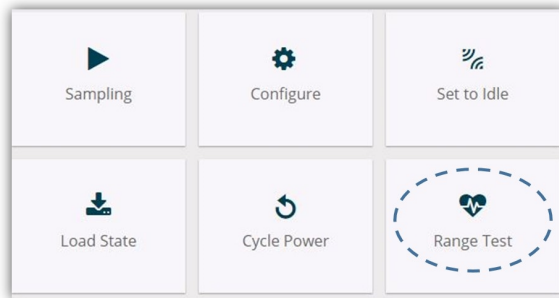 Sampling
Configure
Set to Idle
Load State
Cycle Power
Range Test